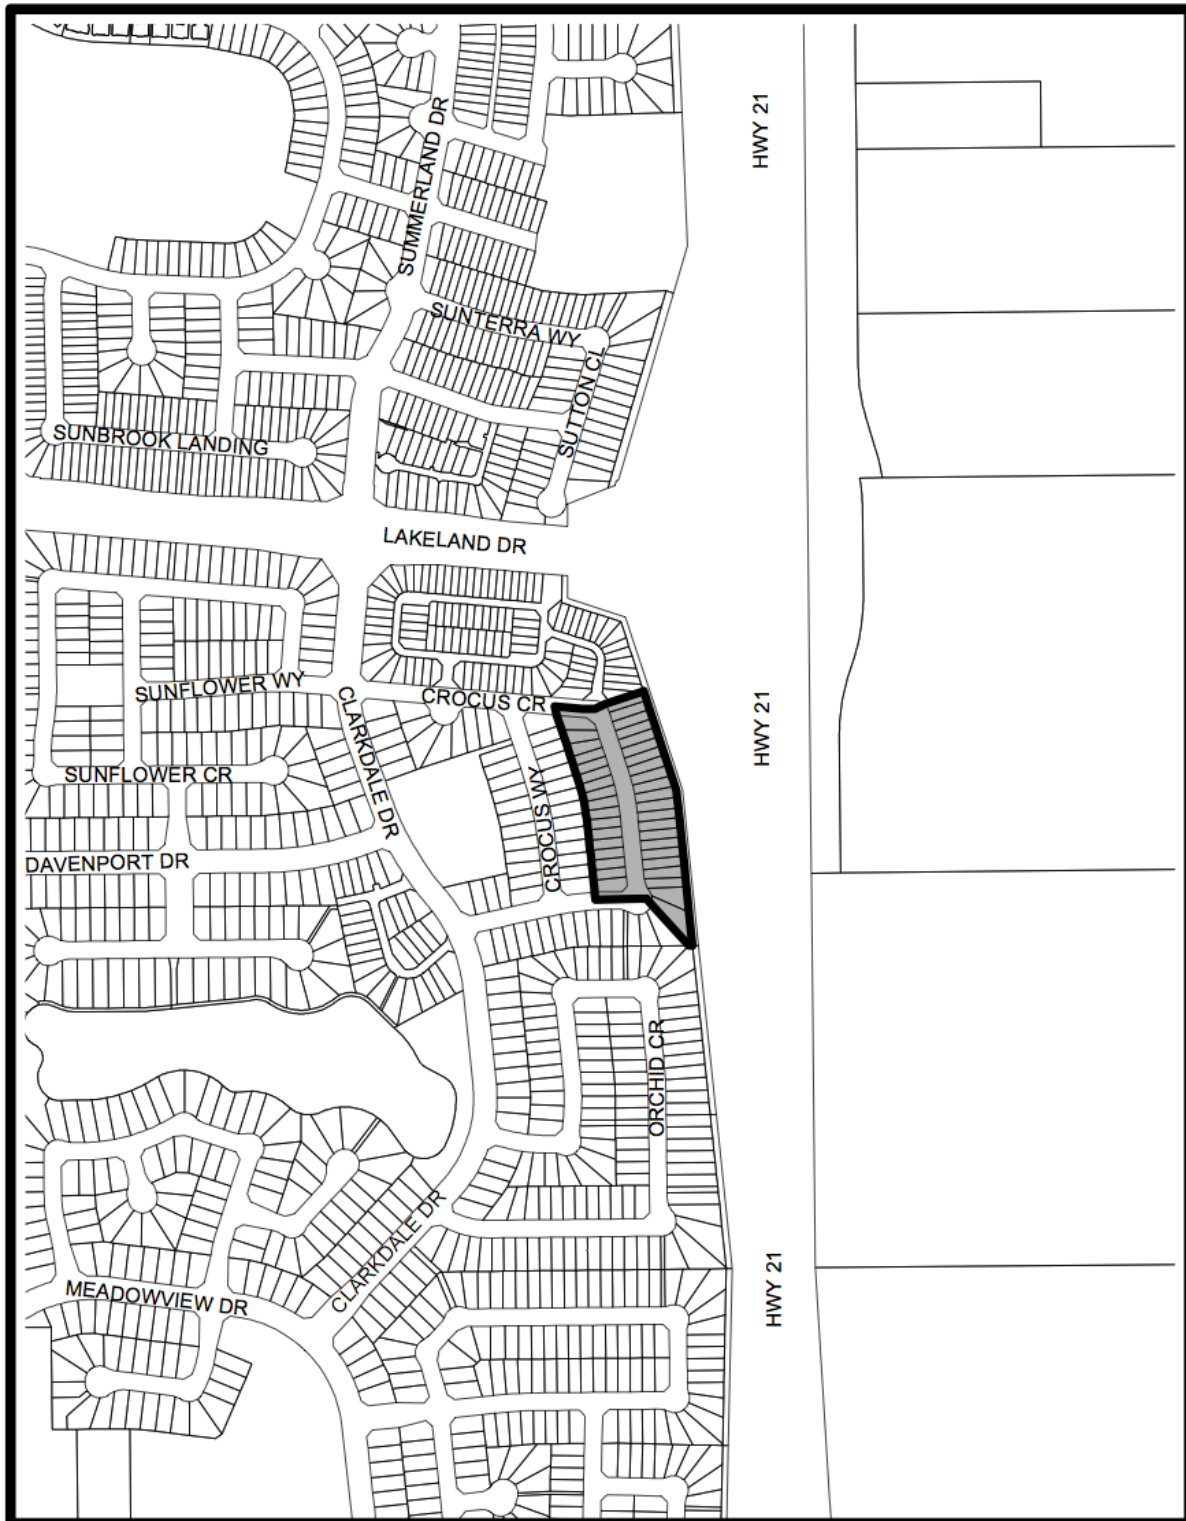 HWY 21
SUMMERLAND DR
SUNTERRA WY
SUTTON CL
SUNBROOK LANDING
LAKELAND DR
SUNFLOWER WY
CROCUS CR
CLARKDALE DR
HWY 21
SUNFLOWER CR
CROCUS WY
DAVENPORT DR
ORCHID CR
CLARKDALE DR
MEADOWVIEW DR
HWY 21